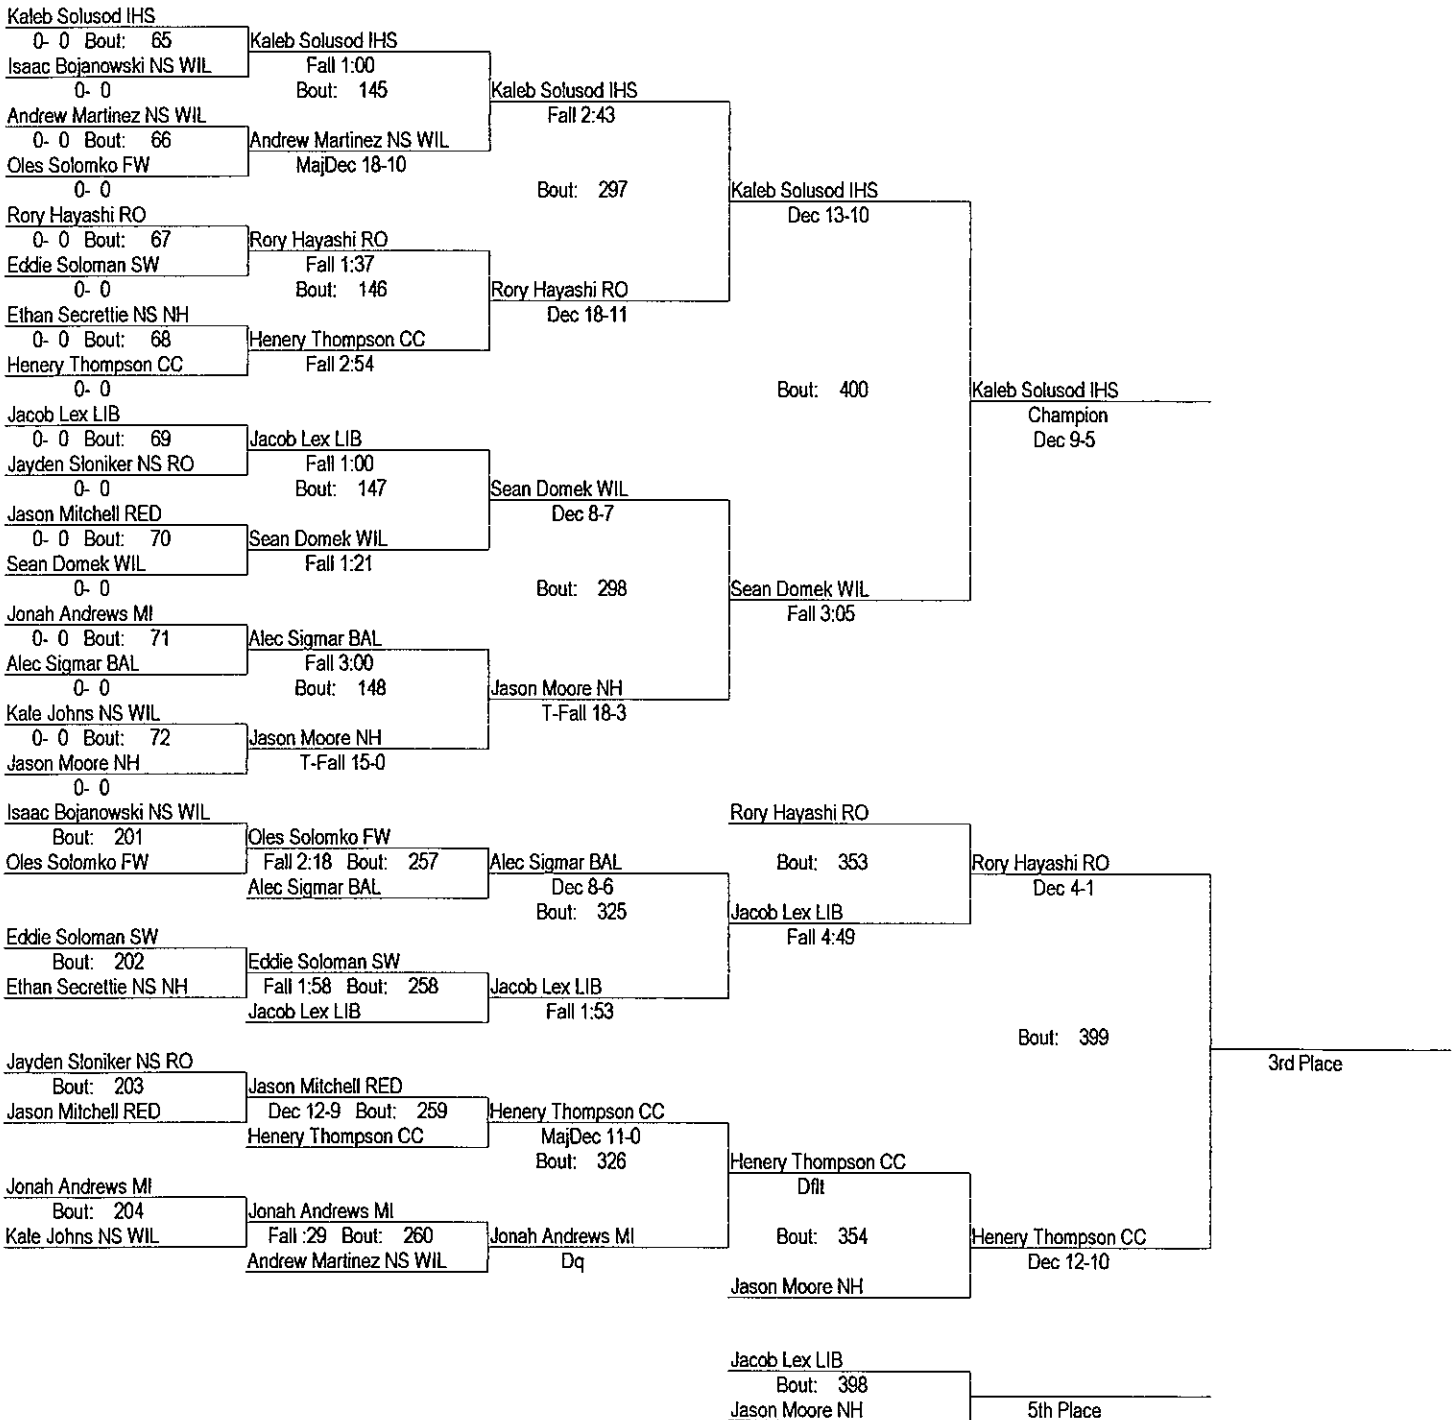 Kaleb Solusod IHS
0- 0 Bout: 65
Isaac Bojanowski NS WIL
0- 0
Andrew Martinez NS WIL
0- 0 Bout: 66
Oles Solomko FW
0- 0
Rory Hayashi RO
0- 0 Bout: 67
Eddie Soloman SW
0- 0
Ethan Secrettie NS NH
0- 0 Bout: 68
Henery Thompson CC
0- 0
Jacob Lex LIB
0- 0 Bout: 69
Jayden Sloniker NS RO
0- 0
Jason Mitchell RED
0- 0 Bout: 70
Sean Domek WIL
0- 0
Jonah Andrews MI
0- 0 Bout: 71
Alec Sigmar BAL
0- 0
Kale Johns NS WIL
0- 0 Bout: 72
Jason Moore NH
0- 0
Kaleb Solusod IHS
Fall 1:00
Bout: 145
Andrew Martinez NS WIL
MajDec 18-10
Rory Hayashi RO
Fall 1:37
Bout: 146
Henery Thompson CC
Fall 2:54
Jacob Lex LIB
Fall 1:00
Bout: 147
Sean Domek WIL
Fall 1:21
Alec Sigmar BAL
Fall 3:00
Bout: 148
Jason Moore NH
T-Fall 15-0
Kaleb Solusod IHS
Fall 2:43
Bout: 297
Rory Hayashi RO
Dec 18-11
Sean Domek WIL
Dec 8-7
Bout: 298
Jason Moore NH
T-Fall 18-3
Kaleb Solusod IHS
Dec 13-10
Bout: 400
Sean Domek WIL
Fall 3:05
Kaleb Solusod IHS
Champion
Dec 9-5
Isaac Bojanowski NS WIL
Bout: 201
Oles Solomko FW
Eddie Soloman SW
Bout: 202
Ethan Secrettie NS NH
Jayden Sloniker NS RO
Bout: 203
Jason Mitchell RED
Jonah Andrews MI
Bout: 204
Kale Johns NS WIL
Oles Solomko FW
Fall 2:18 Bout: 257
Alec Sigmar BAL
Eddie Soloman SW
Fall 1:58 Bout: 258
Jacob Lex LIB
Jason Mitchell RED
Dec 12-9 Bout: 259
Henery Thompson CC
Jonah Andrews MI
Fall :29 Bout: 260
Andrew Martinez NS WIL
Alec Sigmar BAL
Dec 8-6
Bout: 325
Jacob Lex LIB
Fall 1:53
Henery Thompson CC
MajDec 11-0
Bout: 326
Jonah Andrews MI
Dq
Rory Hayashi RO
Bout: 353
Jacob Lex LIB
Fall 4:49
Henery Thompson CC
Dflt
Bout: 354
Jason Moore NH
Rory Hayashi RO
Dec 4-1
Bout: 399
Henery Thompson CC
Dec 12-10
3rd Place
Jacob Lex LIB
Bout: 398
Jason Moore NH
5th Place